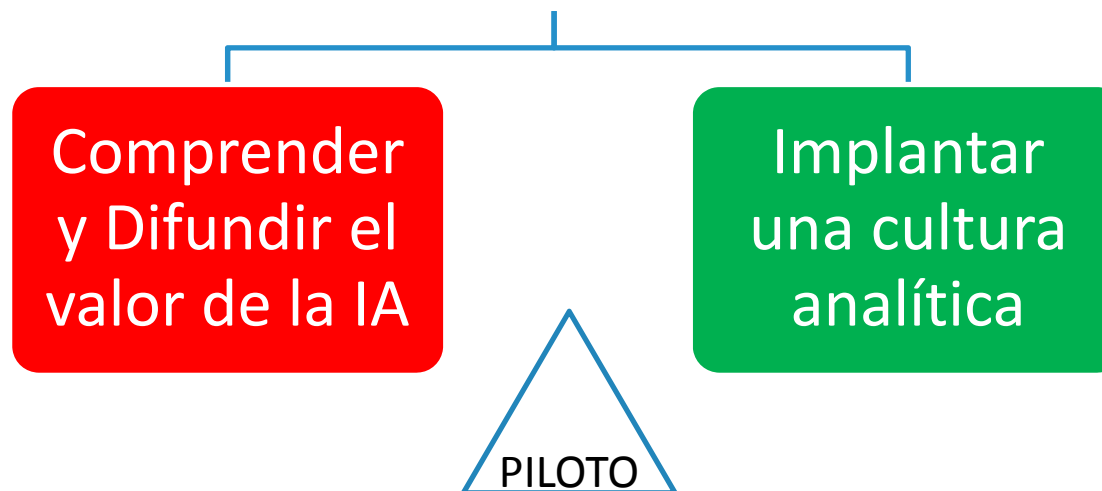 Comprender
y Difundir el
valor de la IA
Implantar
una cultura
analítica
PILOTO